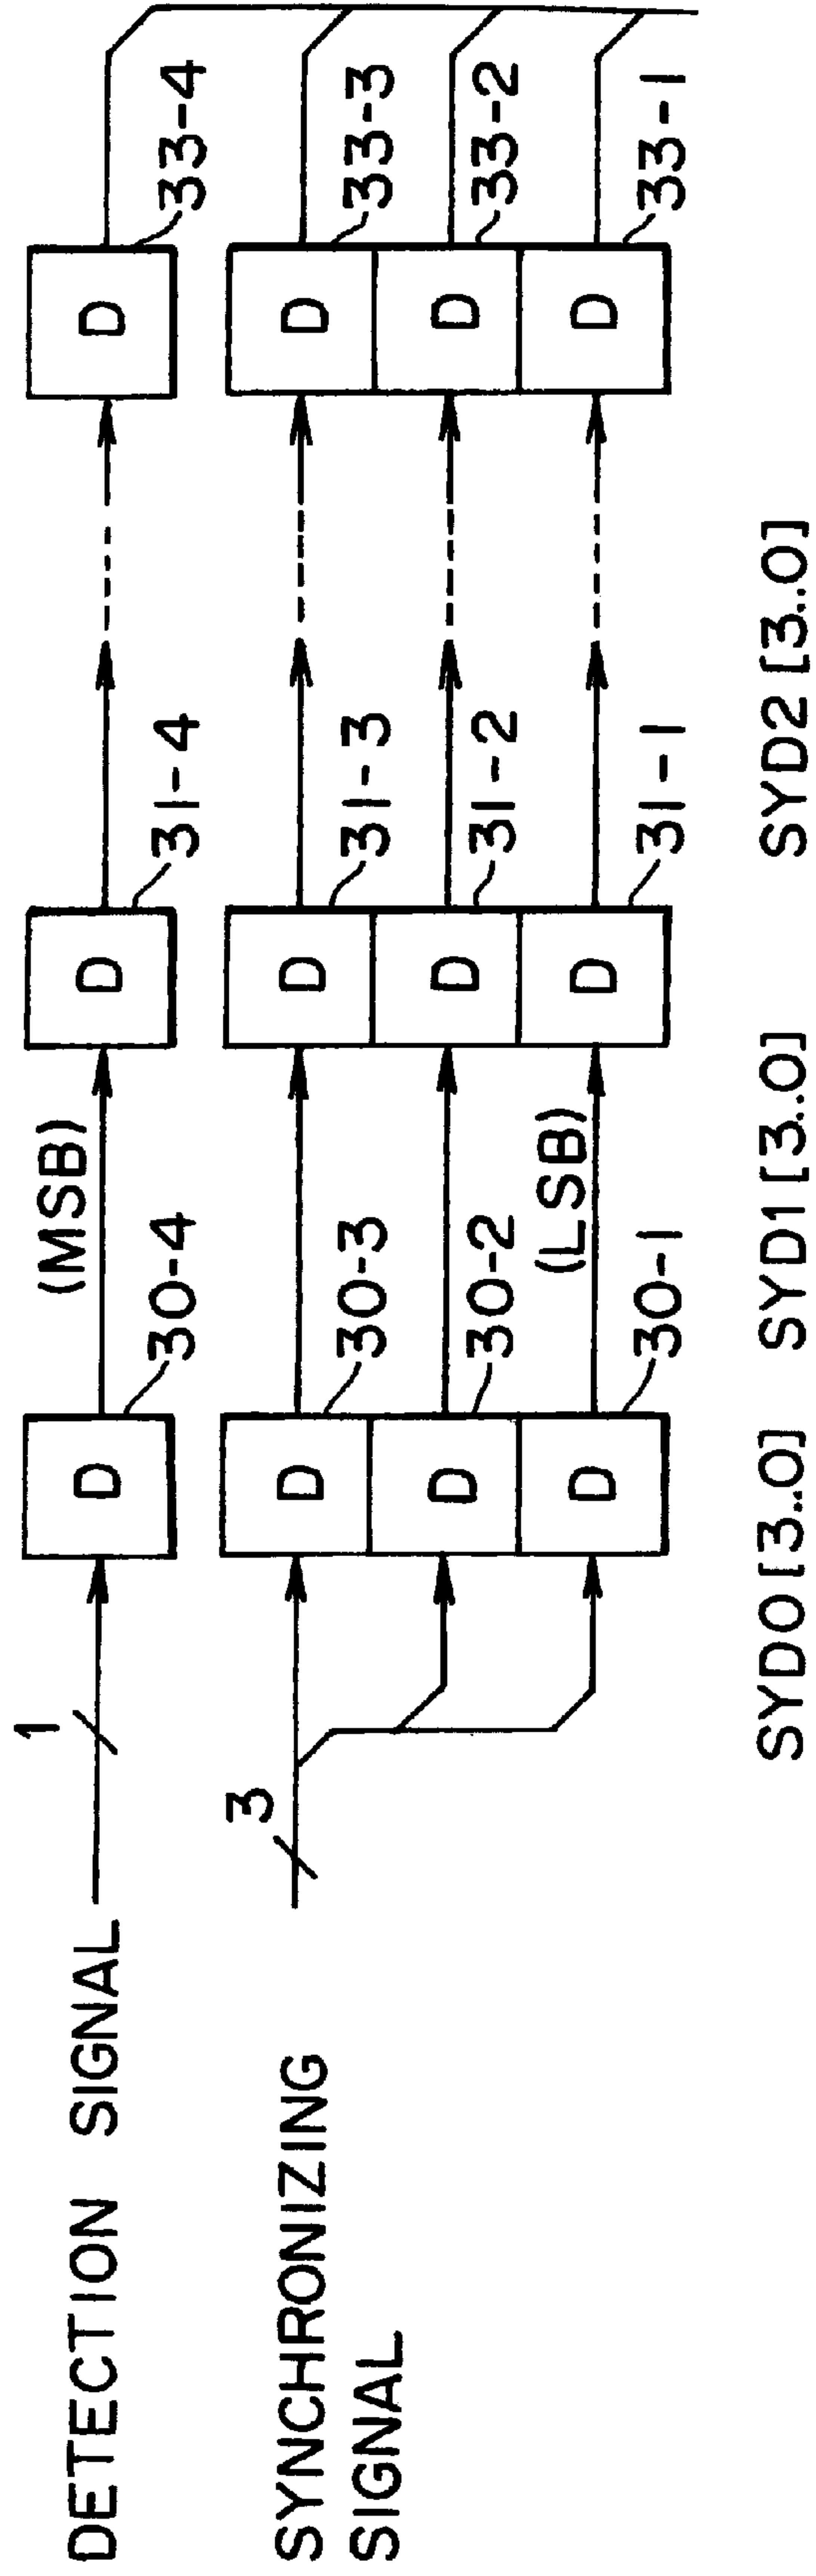 DETECTION SIGNAL
1
D
30-4
(MSB)
D
31-4
D
33-4
SYNCHRONIZING
SIGNAL
3
D
30-3
D
31-3
D
33-3
D
30-2
D
31-2
D
33-2
D
30-1
(LSB)
D
31-1
D
33-1
SYD0 [3..0]
SYD1 [3..0]
SYD2 [3..0]